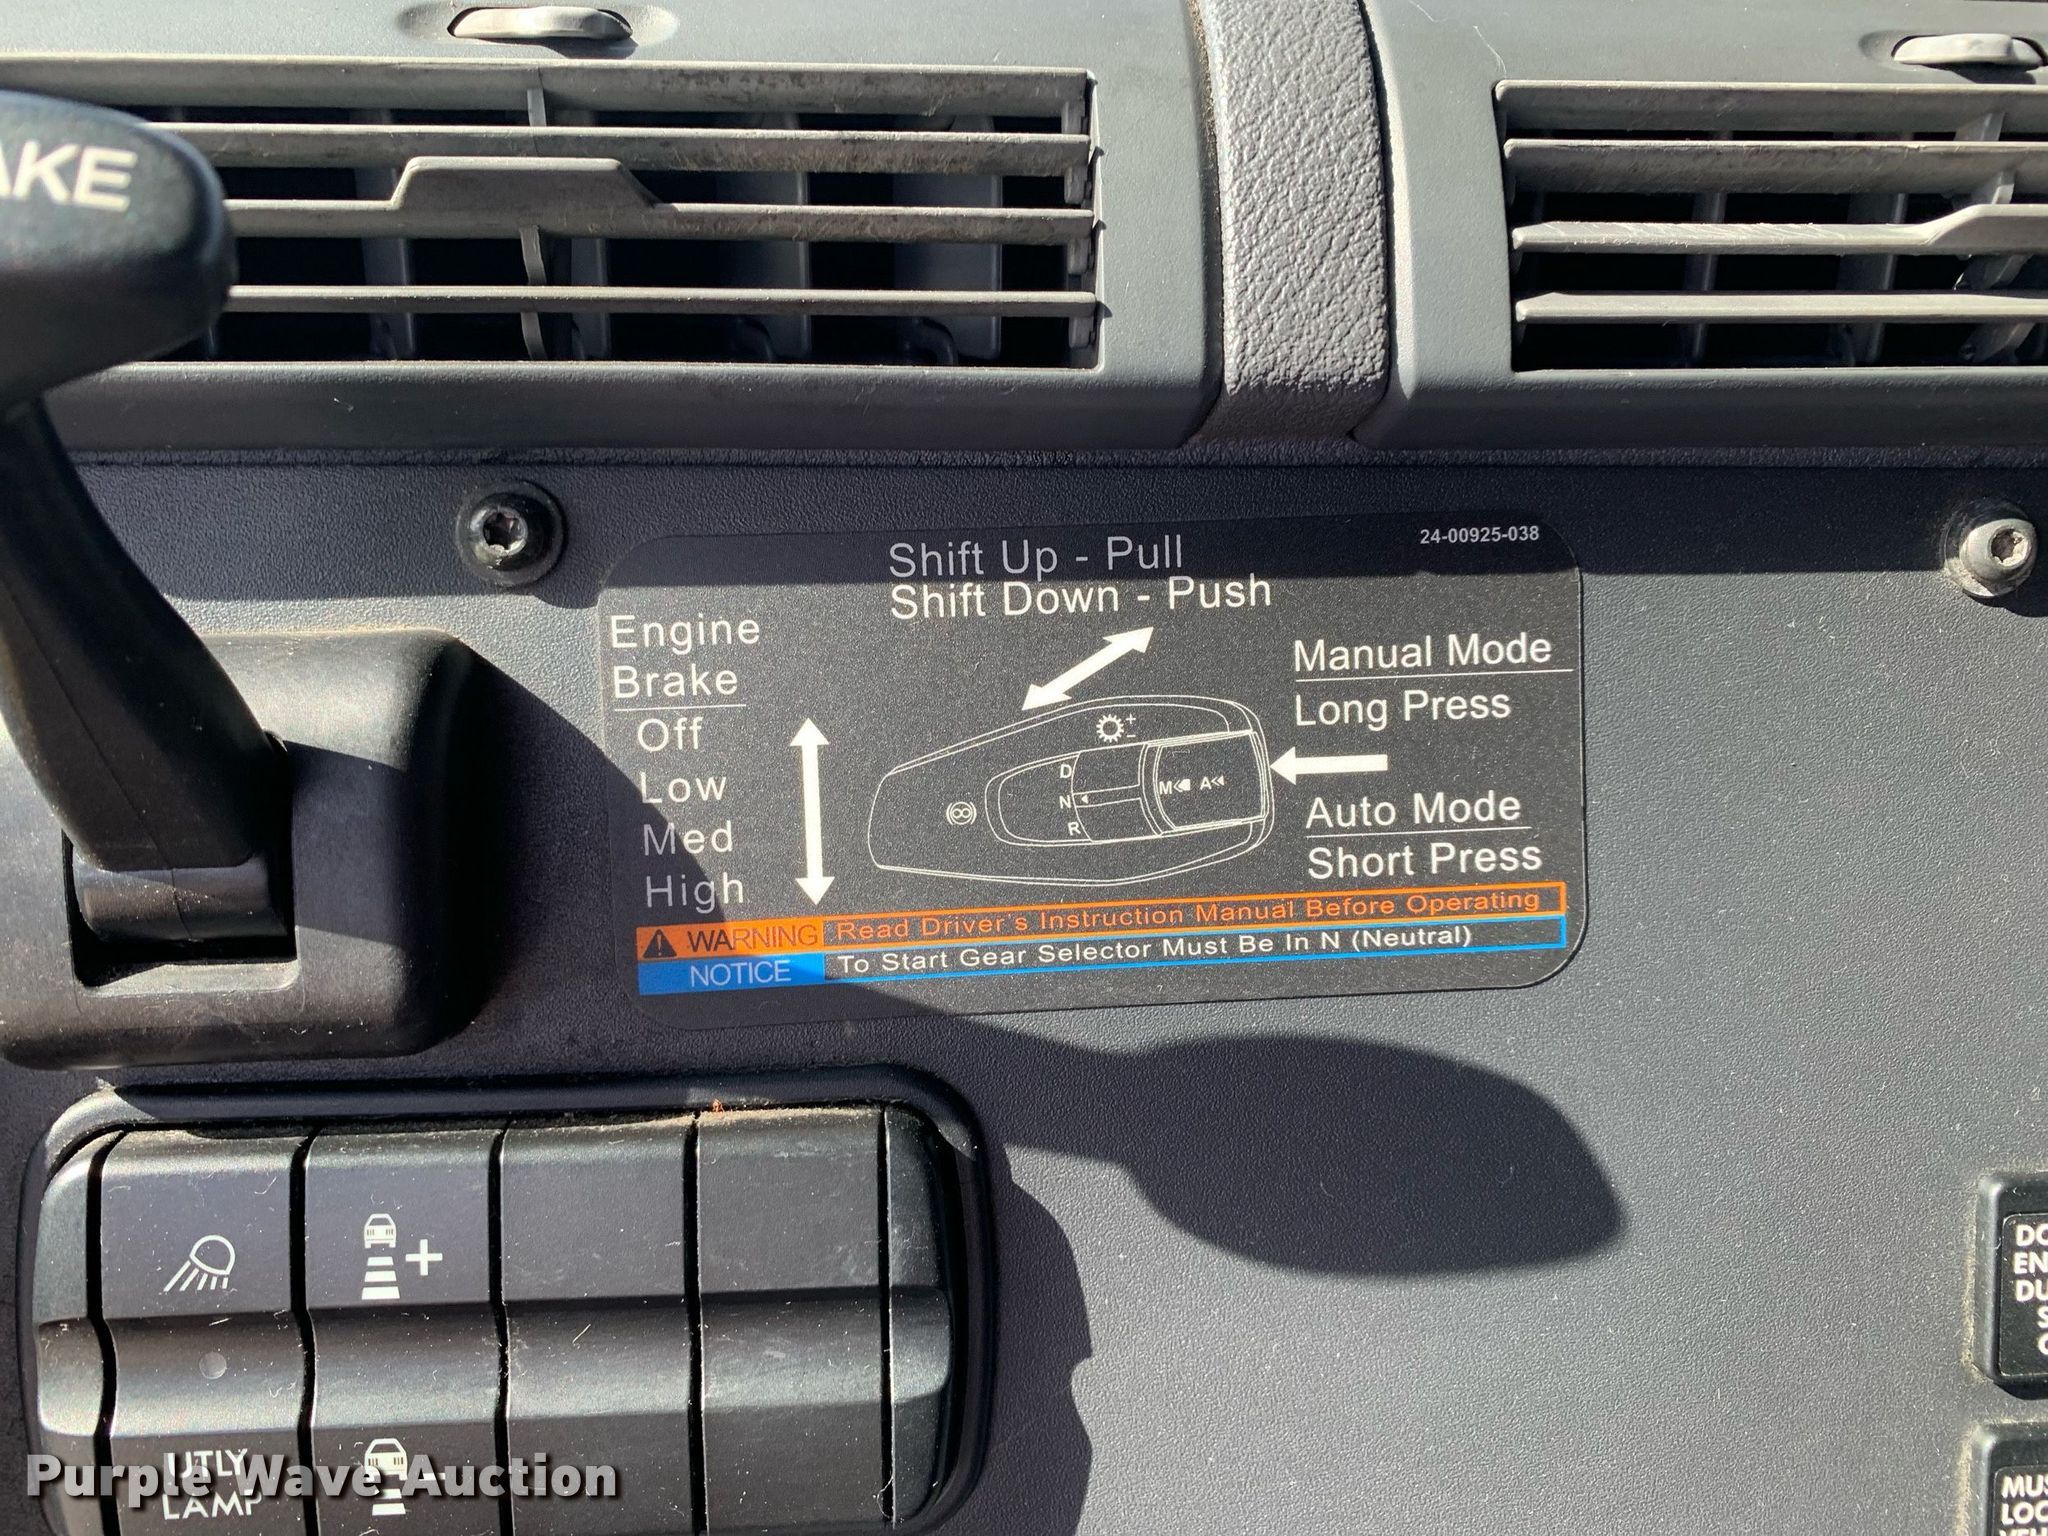 24-00925-038
Shift Up - Pull
Shift Down - Push
Engine
Brake
Off
Low
Med
High
Manual Mode
Long Press
Auto Mode
Short Press
D
N
R
M A
+
-
WARNING Read Driver's Instruction Manual Before Operating
NOTICE To Start Gear Selector Must Be In N (Neutral)
+
-
UTLY
LAMP
Purple Wave Auction